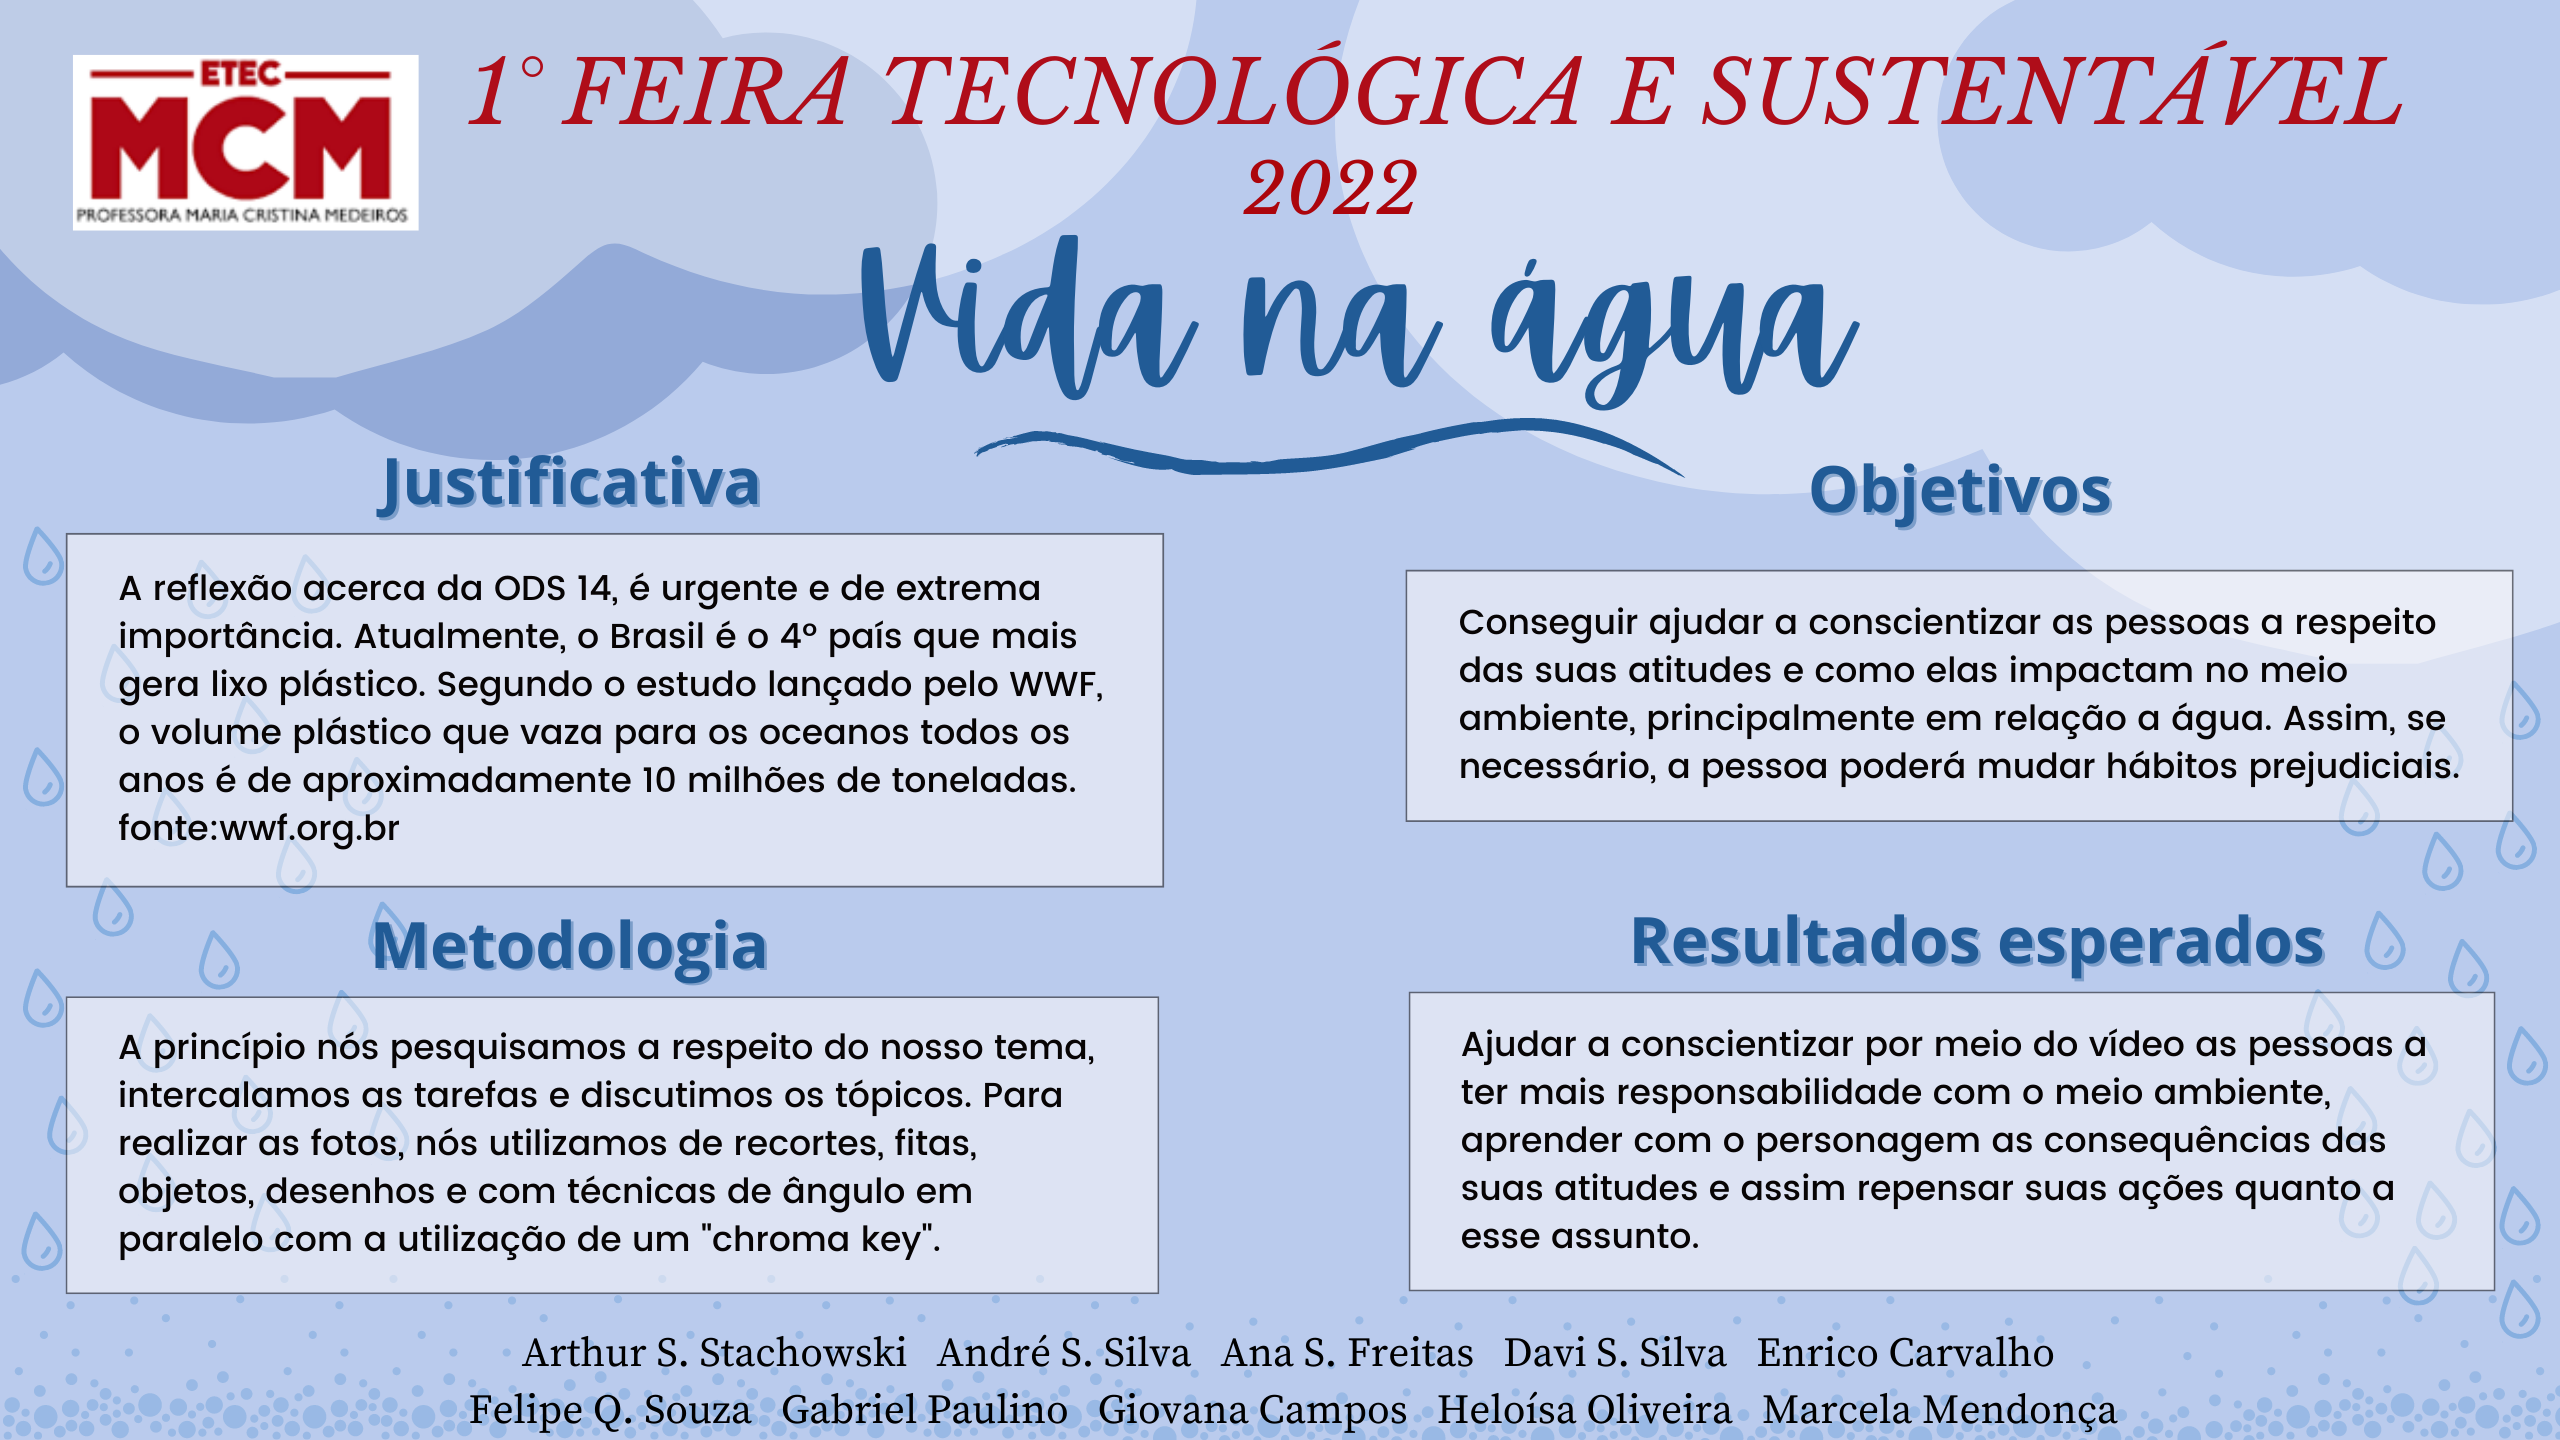 ETEC
MCM
PROFESSORA MARIA CRISTINA MEDEIROS
1° FEIRA TECNOLÓGICA E SUSTENTÁVEL
2022
Vida na água
Justificativa
A reflexão acerca da ODS 14, é urgente e de extrema
importância. Atualmente, o Brasil é o 4º país que mais
gera lixo plástico. Segundo o estudo lançado pelo WWF,
o volume plástico que vaza para os oceanos todos os
anos é de aproximadamente 10 milhões de toneladas.
fonte:wwf.org.br
Objetivos
Conseguir ajudar a conscientizar as pessoas a respeito
das suas atitudes e como elas impactam no meio
ambiente, principalmente em relação a água. Assim, se
necessário, a pessoa poderá mudar hábitos prejudiciais.
Metodologia
A princípio nós pesquisamos a respeito do nosso tema,
intercalamos as tarefas e discutimos os tópicos. Para
realizar as fotos, nós utilizamos de recortes, fitas,
objetos, desenhos e com técnicas de ângulo em
paralelo com a utilização de um "chroma key".
Resultados esperados
Ajudar a conscientizar por meio do vídeo as pessoas a
ter mais responsabilidade com o meio ambiente,
aprender com o personagem as consequências das
suas atitudes e assim repensar suas ações quanto a
esse assunto.
Arthur S. Stachowski André S. Silva Ana S. Freitas Davi S. Silva Enrico Carvalho
Felipe Q. Souza Gabriel Paulino Giovana Campos Heloísa Oliveira Marcela Mendonça